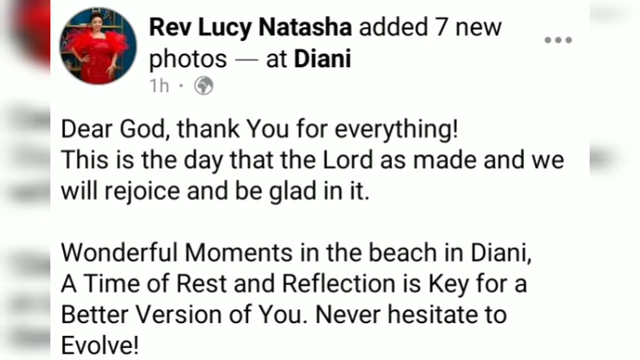 Rev Lucy Natasha added 7 new
photos — at Diani
1h ·
Dear God, thank You for everything!
This is the day that the Lord as made and we
will rejoice and be glad in it.
Wonderful Moments in the beach in Diani,
A Time of Rest and Reflection is Key for a
Better Version of You. Never hesitate to
Evolve!